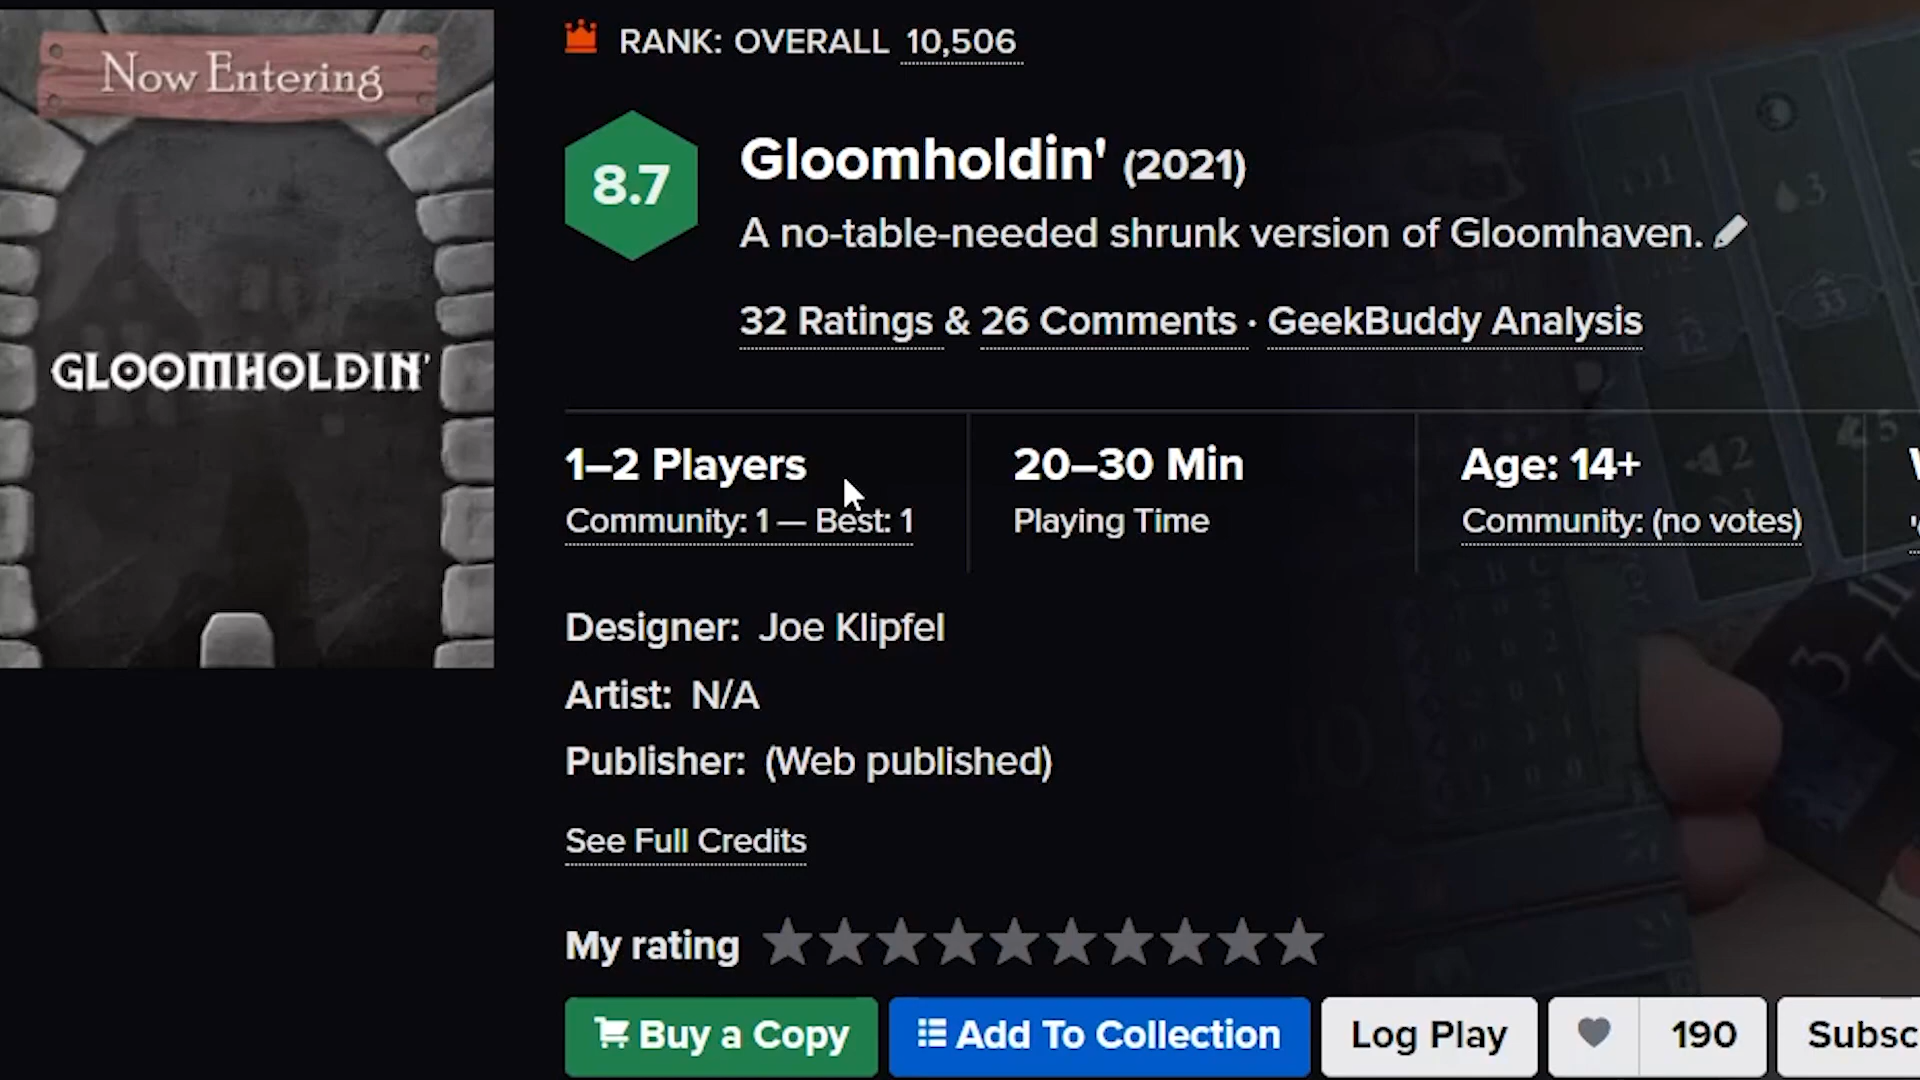 Now Entering
GLOOMHOLDIN'
RANK: OVERALL 10,506
8.7
Gloomholdin' (2021)
A no-table-needed shrunk version of Gloomhaven.
32 Ratings & 26 Comments · GeekBuddy Analysis
1–2 Players
Community: 1 — Best: 1
20–30 Min
Playing Time
Age: 14+
Community: (no votes)
Designer: Joe Klipfel
Artist: N/A
Publisher: (Web published)
See Full Credits
My rating
Buy a Copy
Add To Collection
Log Play
190
Subsc